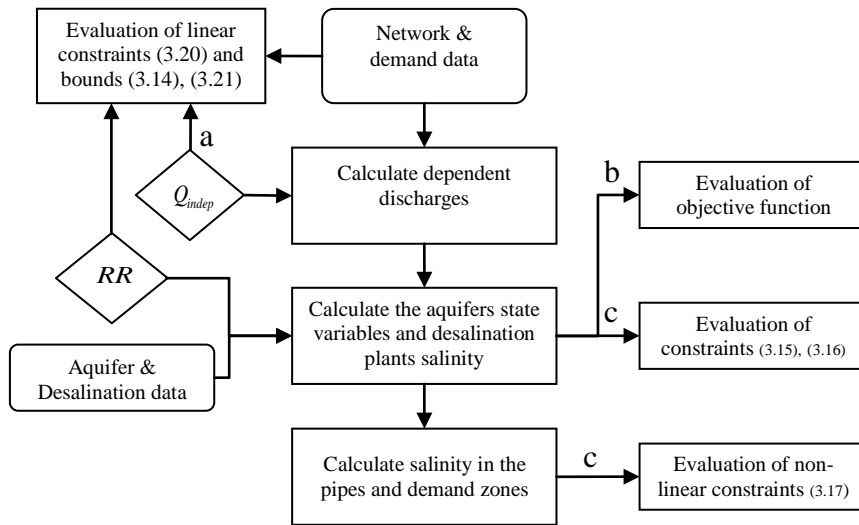 Evaluation of linear
constraints (3.20) and
bounds (3.14), (3.21)
Network &
demand data
a
Q_indep
Calculate dependent
discharges
b
Evaluation of
objective function
RR
Calculate the aquifers state
variables and desalination
plants salinity
c
Evaluation of
constraints (3.15), (3.16)
Aquifer &
Desalination data
Calculate salinity in the
pipes and demand zones
c
Evaluation of non-
linear constraints (3.17)